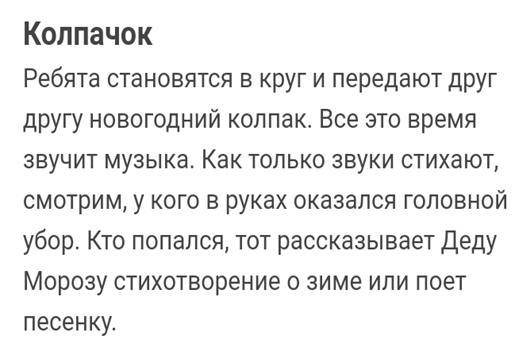 Колпачок
Ребята становятся в круг и передают друг
другу новогодний колпак. Все это время
звучит музыка. Как только звуки стихают,
смотрим, у кого в руках оказался головной
убор. Кто попался, тот рассказывает Деду
Морозу стихотворение о зиме или поет
песенку.